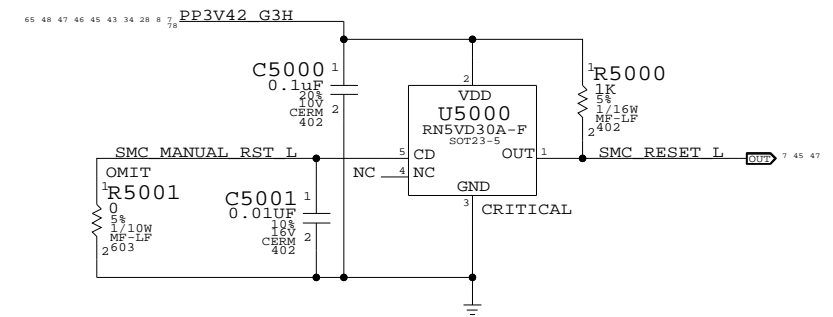 65 48 47 46 45 43 34 28 8 7
78
PP3V42_G3H
C5000
0.1uF
20%
10V
CERM
402
1
2
2
VDD
U5000
RN5VD30A-F
SOT23-5
5 CD
OUT 1
NC 4 NC
GND
3
CRITICAL
1
R5000
1K
5%
1/16W
MF-LF
402
2
SMC_MANUAL_RST_L
SMC_RESET_L
OUT
7 45 47
OMIT
1
R5001
0
5%
1/10W
MF-LF
603
2
C5001
0.01UF
10%
16V
CERM
402
1
2